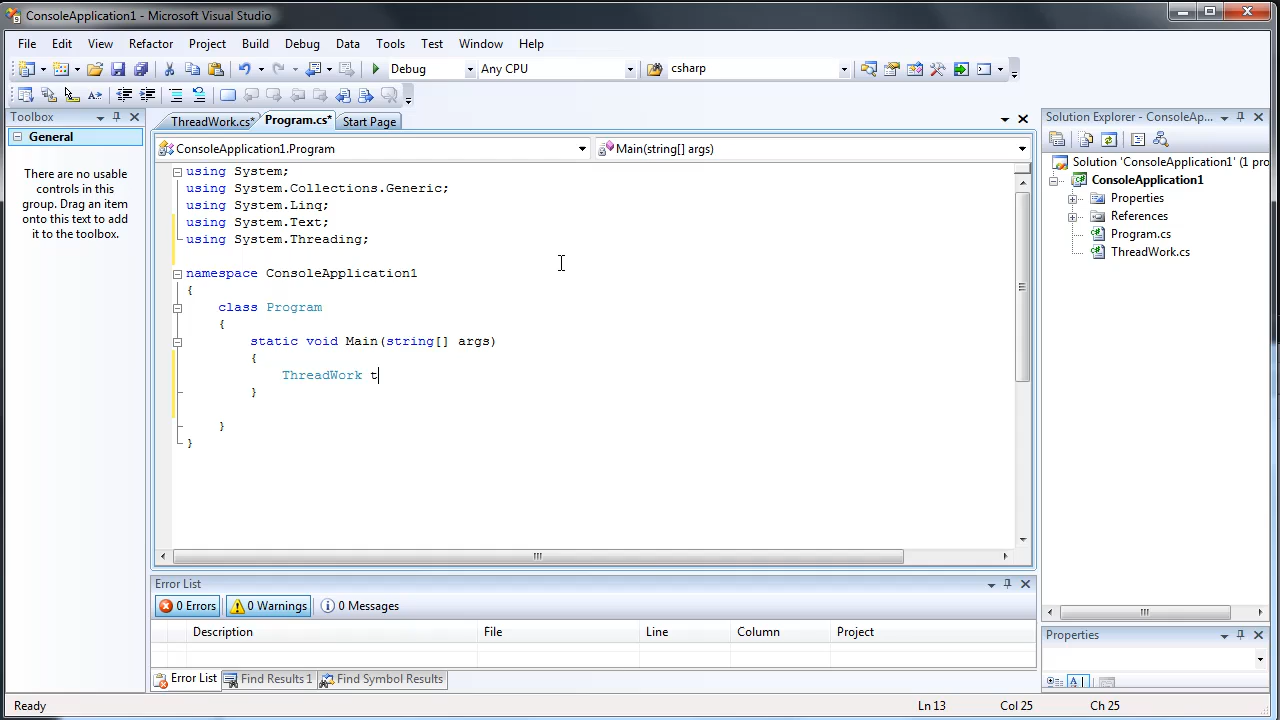 ConsoleApplication1 - Microsoft Visual Studio
File Edit View Refactor Project Build Debug Data Tools Test Window Help
Debug Any CPU csharp
Toolbox
General
There are no usable
controls in this
group. Drag an item
onto this text to add
it to the toolbox.
ThreadWork.cs* Program.cs* Start Page
ConsoleApplication1.Program Main(string[] args)
using System;
using System.Collections.Generic;
using System.Linq;
using System.Text;
using System.Threading;
namespace ConsoleApplication1
{
class Program
{
static void Main(string[] args)
{
ThreadWork t
}
}
}
Error List
0 Errors 0 Warnings 0 Messages
Description File Line Column Project
Error List Find Results 1 Find Symbol Results
Solution Explorer - ConsoleAp...
Solution 'ConsoleApplication1' (1 pro
ConsoleApplication1
Properties
References
Program.cs
ThreadWork.cs
Properties
Ready Ln 13 Col 25 Ch 25